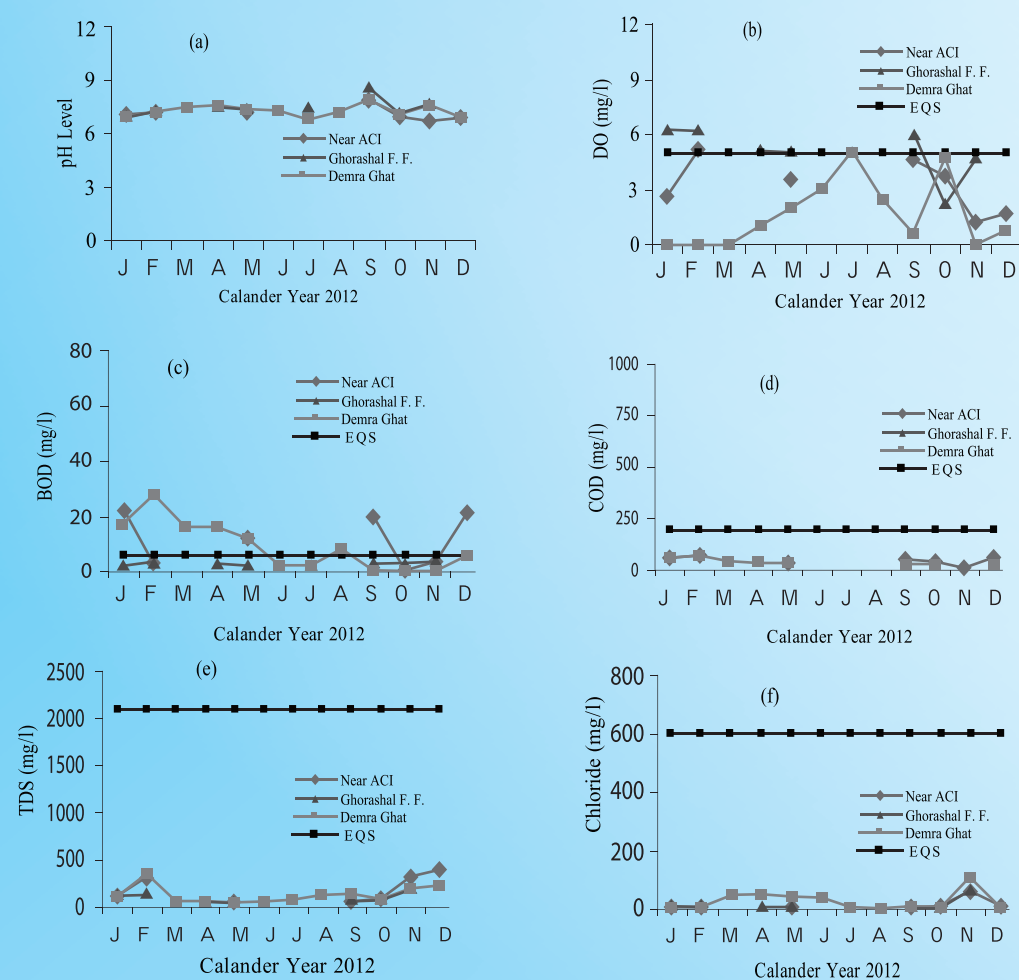 (a)
12
9
6
3
0
pH Level
Near ACI
Ghorashal F. F.
Demra Ghat
J F M A M J J A S O N D
Calander Year 2012
(b)
12
9
6
3
0
DO (mg/l)
Near ACI
Ghorashal F. F.
Demra Ghat
EQS
J F M A M J J A S O N D
Calander Year 2012
(c)
80
60
40
20
0
BOD (mg/l)
Near ACI
Ghorashal F. F.
Demra Ghat
EQS
J F M A M J J A S O N D
Calander Year 2012
(d)
1000
750
500
250
0
COD (mg/l)
Near ACI
Ghorashal F. F.
Demra Ghat
EQS
J F M A M J J A S O N D
Calander Year 2012
(e)
2500
2000
1500
1000
500
0
TDS (mg/l)
Near ACI
Ghorashal F. F.
Demra Ghat
EQS
J F M A M J J A S O N D
Calander Year 2012
(f)
800
600
400
200
0
Chloride (mg/l)
Near ACI
Ghorashal F. F.
Demra Ghat
EQS
J F M A M J J A S O N D
Calander Year 2012